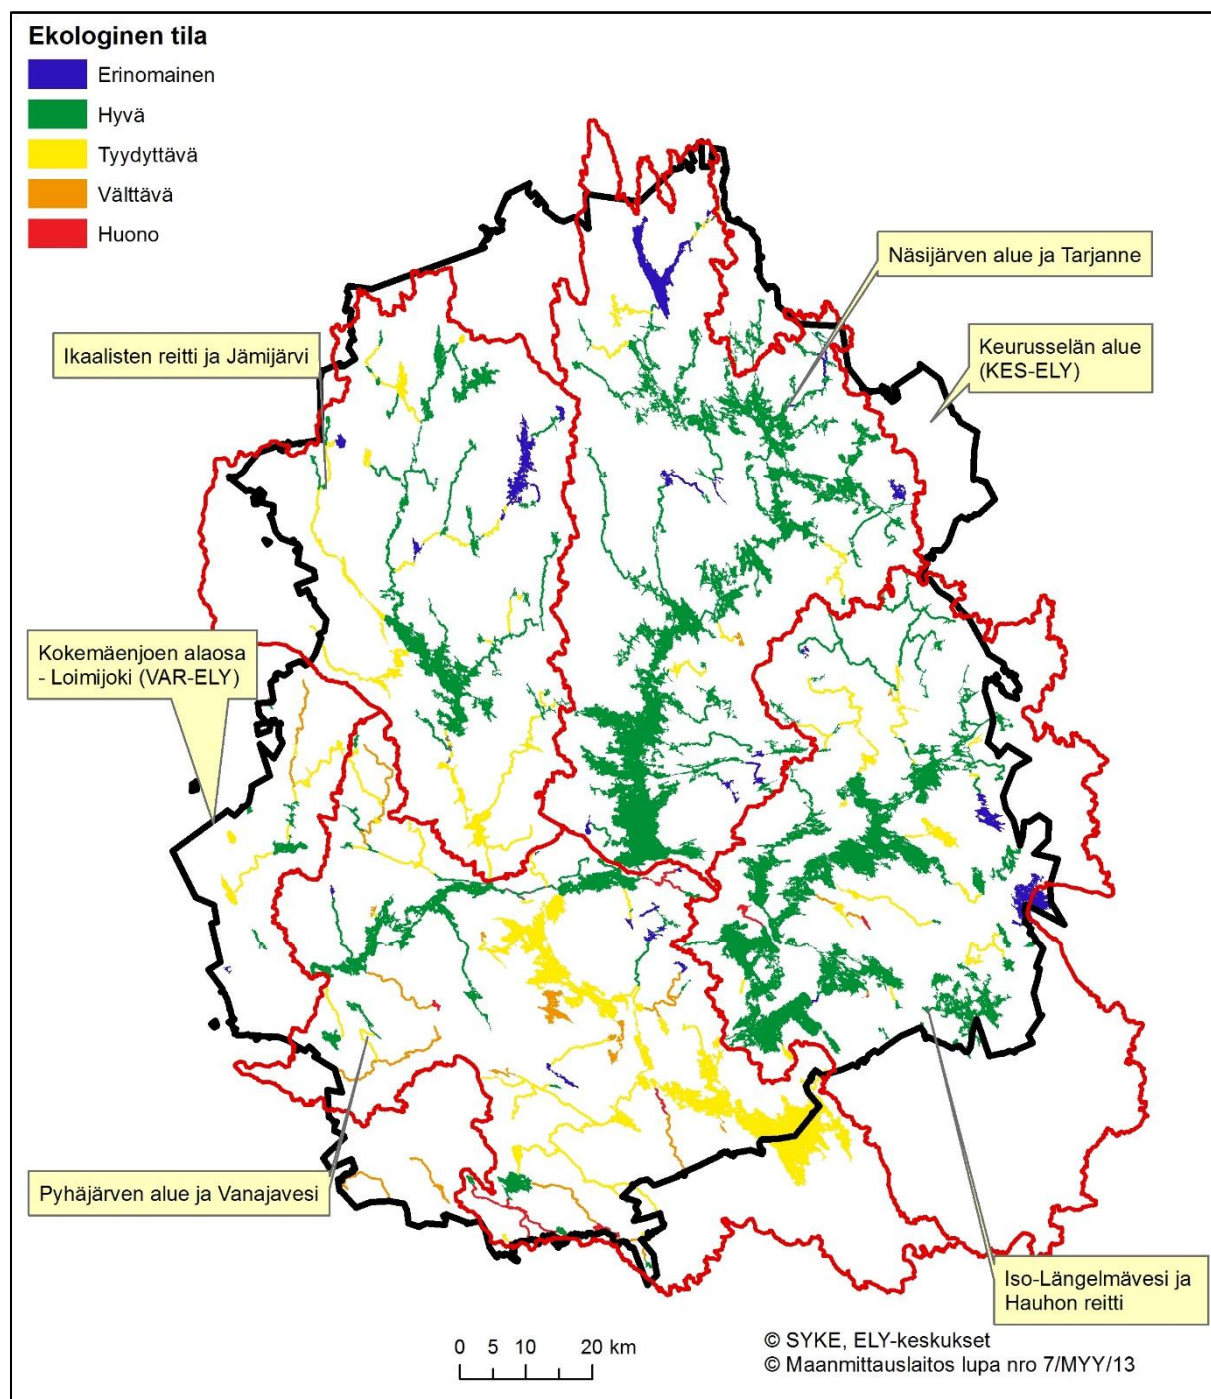 Ekologinen tila
Erinomainen
Hyvä
Tyydyttävä
Välttävä
Huono
Näsijärven alue ja Tarjanne
Ikaalisten reitti ja Jämijärvi
Keurusselän alue
(KES-ELY)
Kokemäenjoen alaosa
- Loimijoki (VAR-ELY)
Pyhäjärven alue ja Vanajavesi
Iso-Längelmävesi ja
Hauhon reitti
0 5 10 20 km
© SYKE, ELY-keskukset
© Maanmittauslaitos lupa nro 7/MYY/13